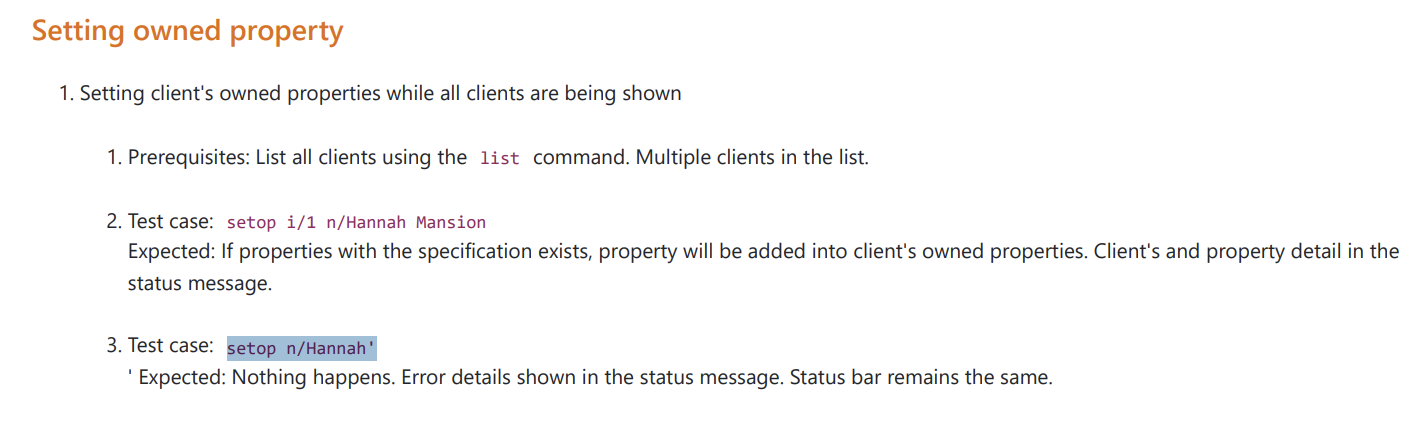 Setting owned property
1. Setting client's owned properties while all clients are being shown
1. Prerequisites: List all clients using the list command. Multiple clients in the list.
2. Test case: setop i/1 n/Hannah Mansion
Expected: If properties with the specification exists, property will be added into client's owned properties. Client's and property detail in the
status message.
3. Test case: setop n/Hannah'
' Expected: Nothing happens. Error details shown in the status message. Status bar remains the same.